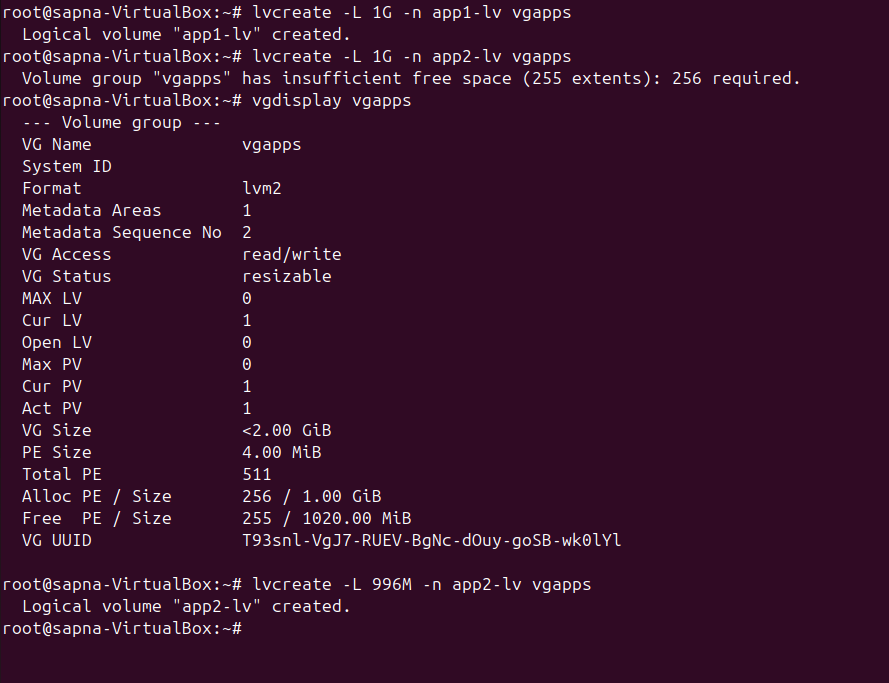 root@sapna-VirtualBox:~# lvcreate -L 1G -n app1-lv vgapps
  Logical volume "app1-lv" created.
root@sapna-VirtualBox:~# lvcreate -L 1G -n app2-lv vgapps
  Volume group "vgapps" has insufficient free space (255 extents): 256 required.
root@sapna-VirtualBox:~# vgdisplay vgapps
  --- Volume group ---
  VG Name               vgapps
  System ID
  Format                lvm2
  Metadata Areas        1
  Metadata Sequence No  2
  VG Access             read/write
  VG Status             resizable
  MAX LV                0
  Cur LV                1
  Open LV               0
  Max PV                0
  Cur PV                1
  Act PV                1
  VG Size               <2.00 GiB
  PE Size               4.00 MiB
  Total PE              511
  Alloc PE / Size       256 / 1.00 GiB
  Free  PE / Size       255 / 1020.00 MiB
  VG UUID               T93snl-VgJ7-RUEV-BgNc-dOuy-goSB-wk0lYl

root@sapna-VirtualBox:~# lvcreate -L 996M -n app2-lv vgapps
  Logical volume "app2-lv" created.
root@sapna-VirtualBox:~#